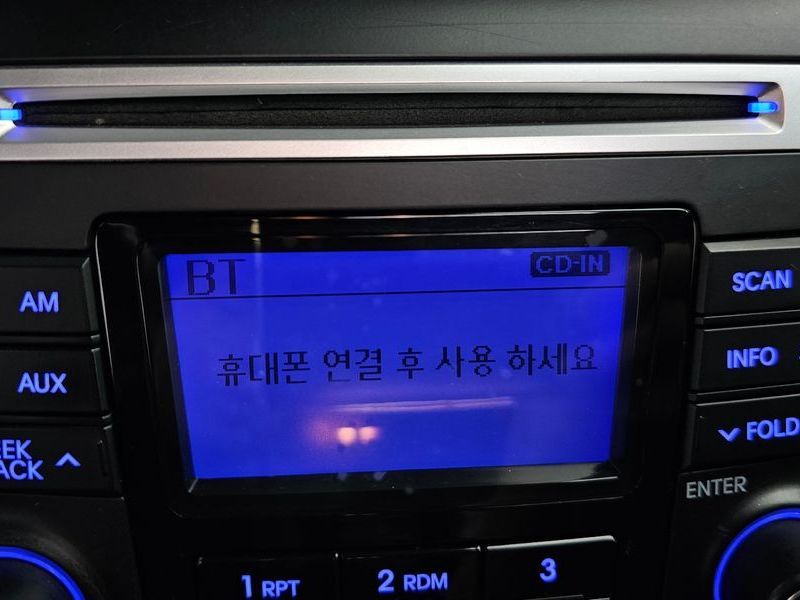 BT CD-IN
휴대폰 연결 후 사용 하세요
AM
AUX
SCAN
INFO
FOLD
ENTER
1 RPT
2 RDM
3